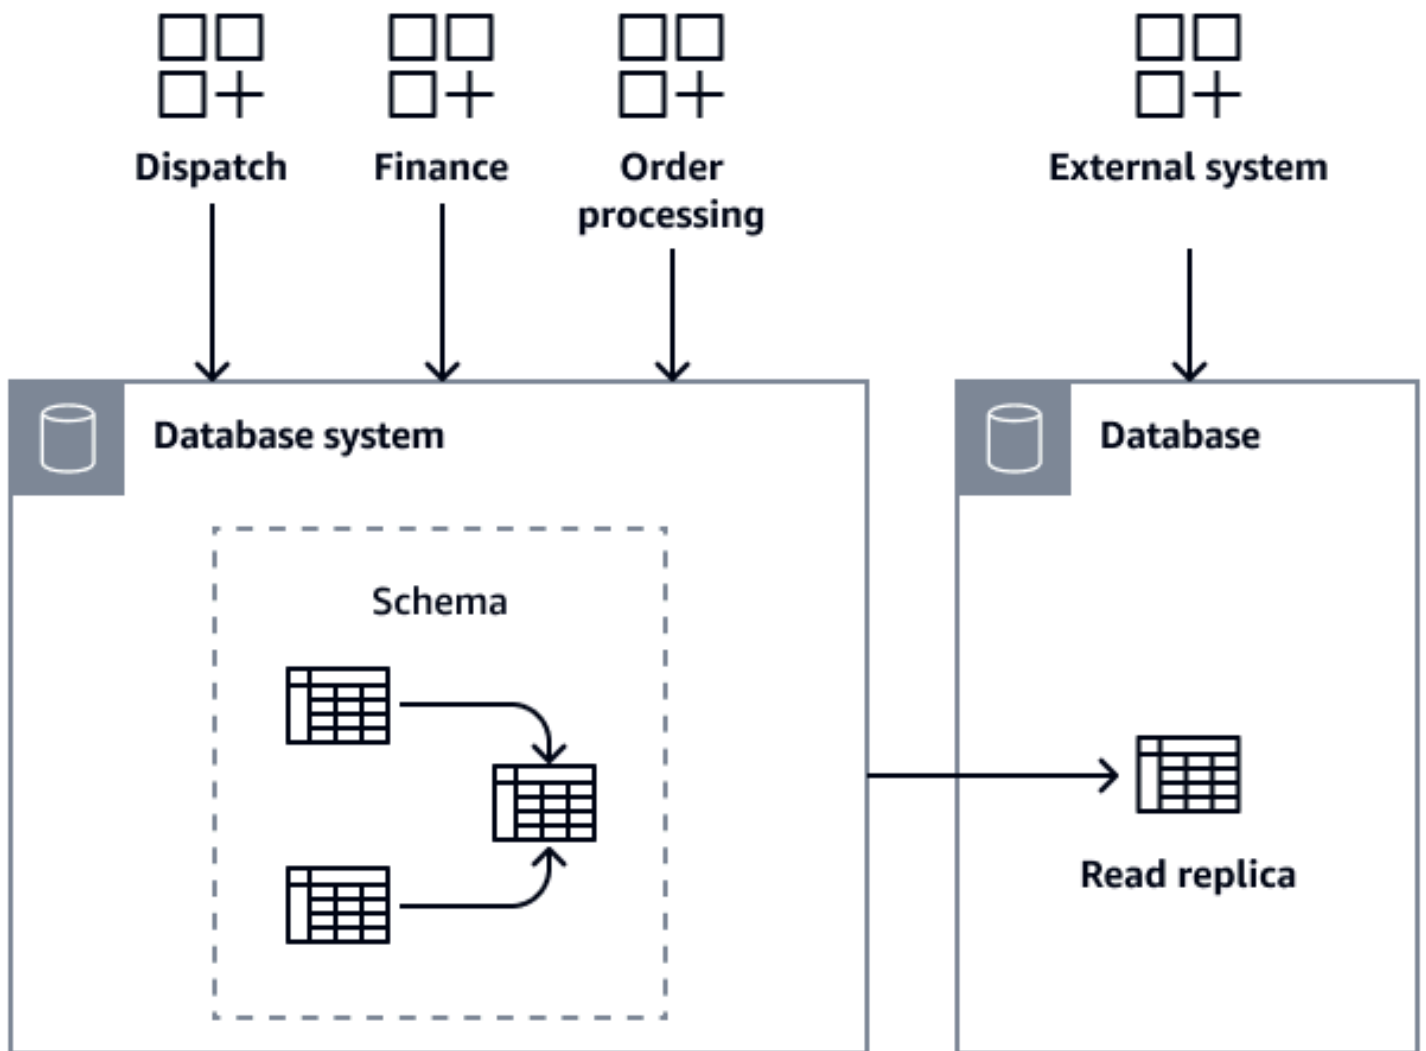 Dispatch
Finance
Order
processing
External system
Database system
Database
Schema
Read replica